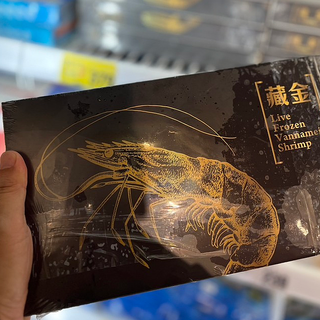 藏金
Live
Frozen
Vannamei
Shrimp